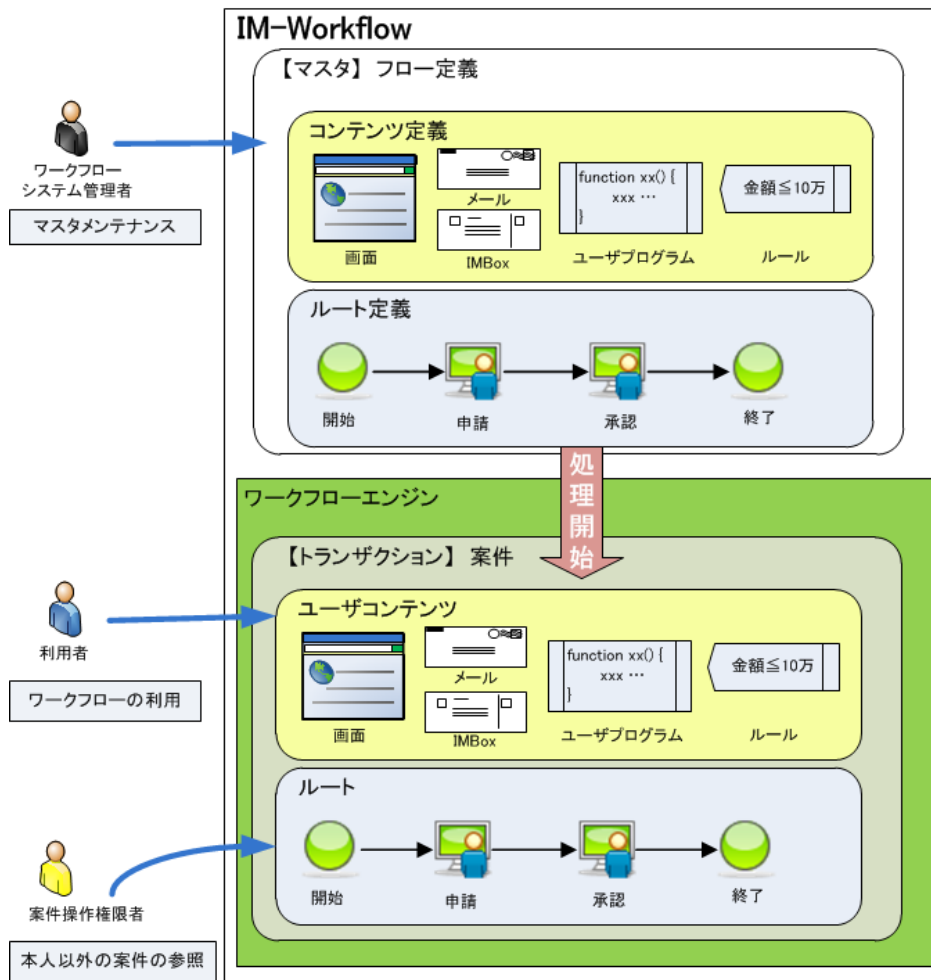 IM-Workflow
【マスタ】 フロー定義
ワークフロー
システム管理者
マスタメンテナンス
コンテンツ定義
画面
メール
IMBox
function xx() {
xxx …
}
ユーザプログラム
金額≦10万
ルール
ルート定義
開始
申請
承認
終了
処理開始
ワークフローエンジン
【トランザクション】 案件
利用者
ワークフローの利用
ユーザコンテンツ
画面
メール
IMBox
function xx() {
xxx …
}
ユーザプログラム
金額≦10万
ルール
ルート
開始
申請
承認
終了
案件操作権限者
本人以外の案件の参照